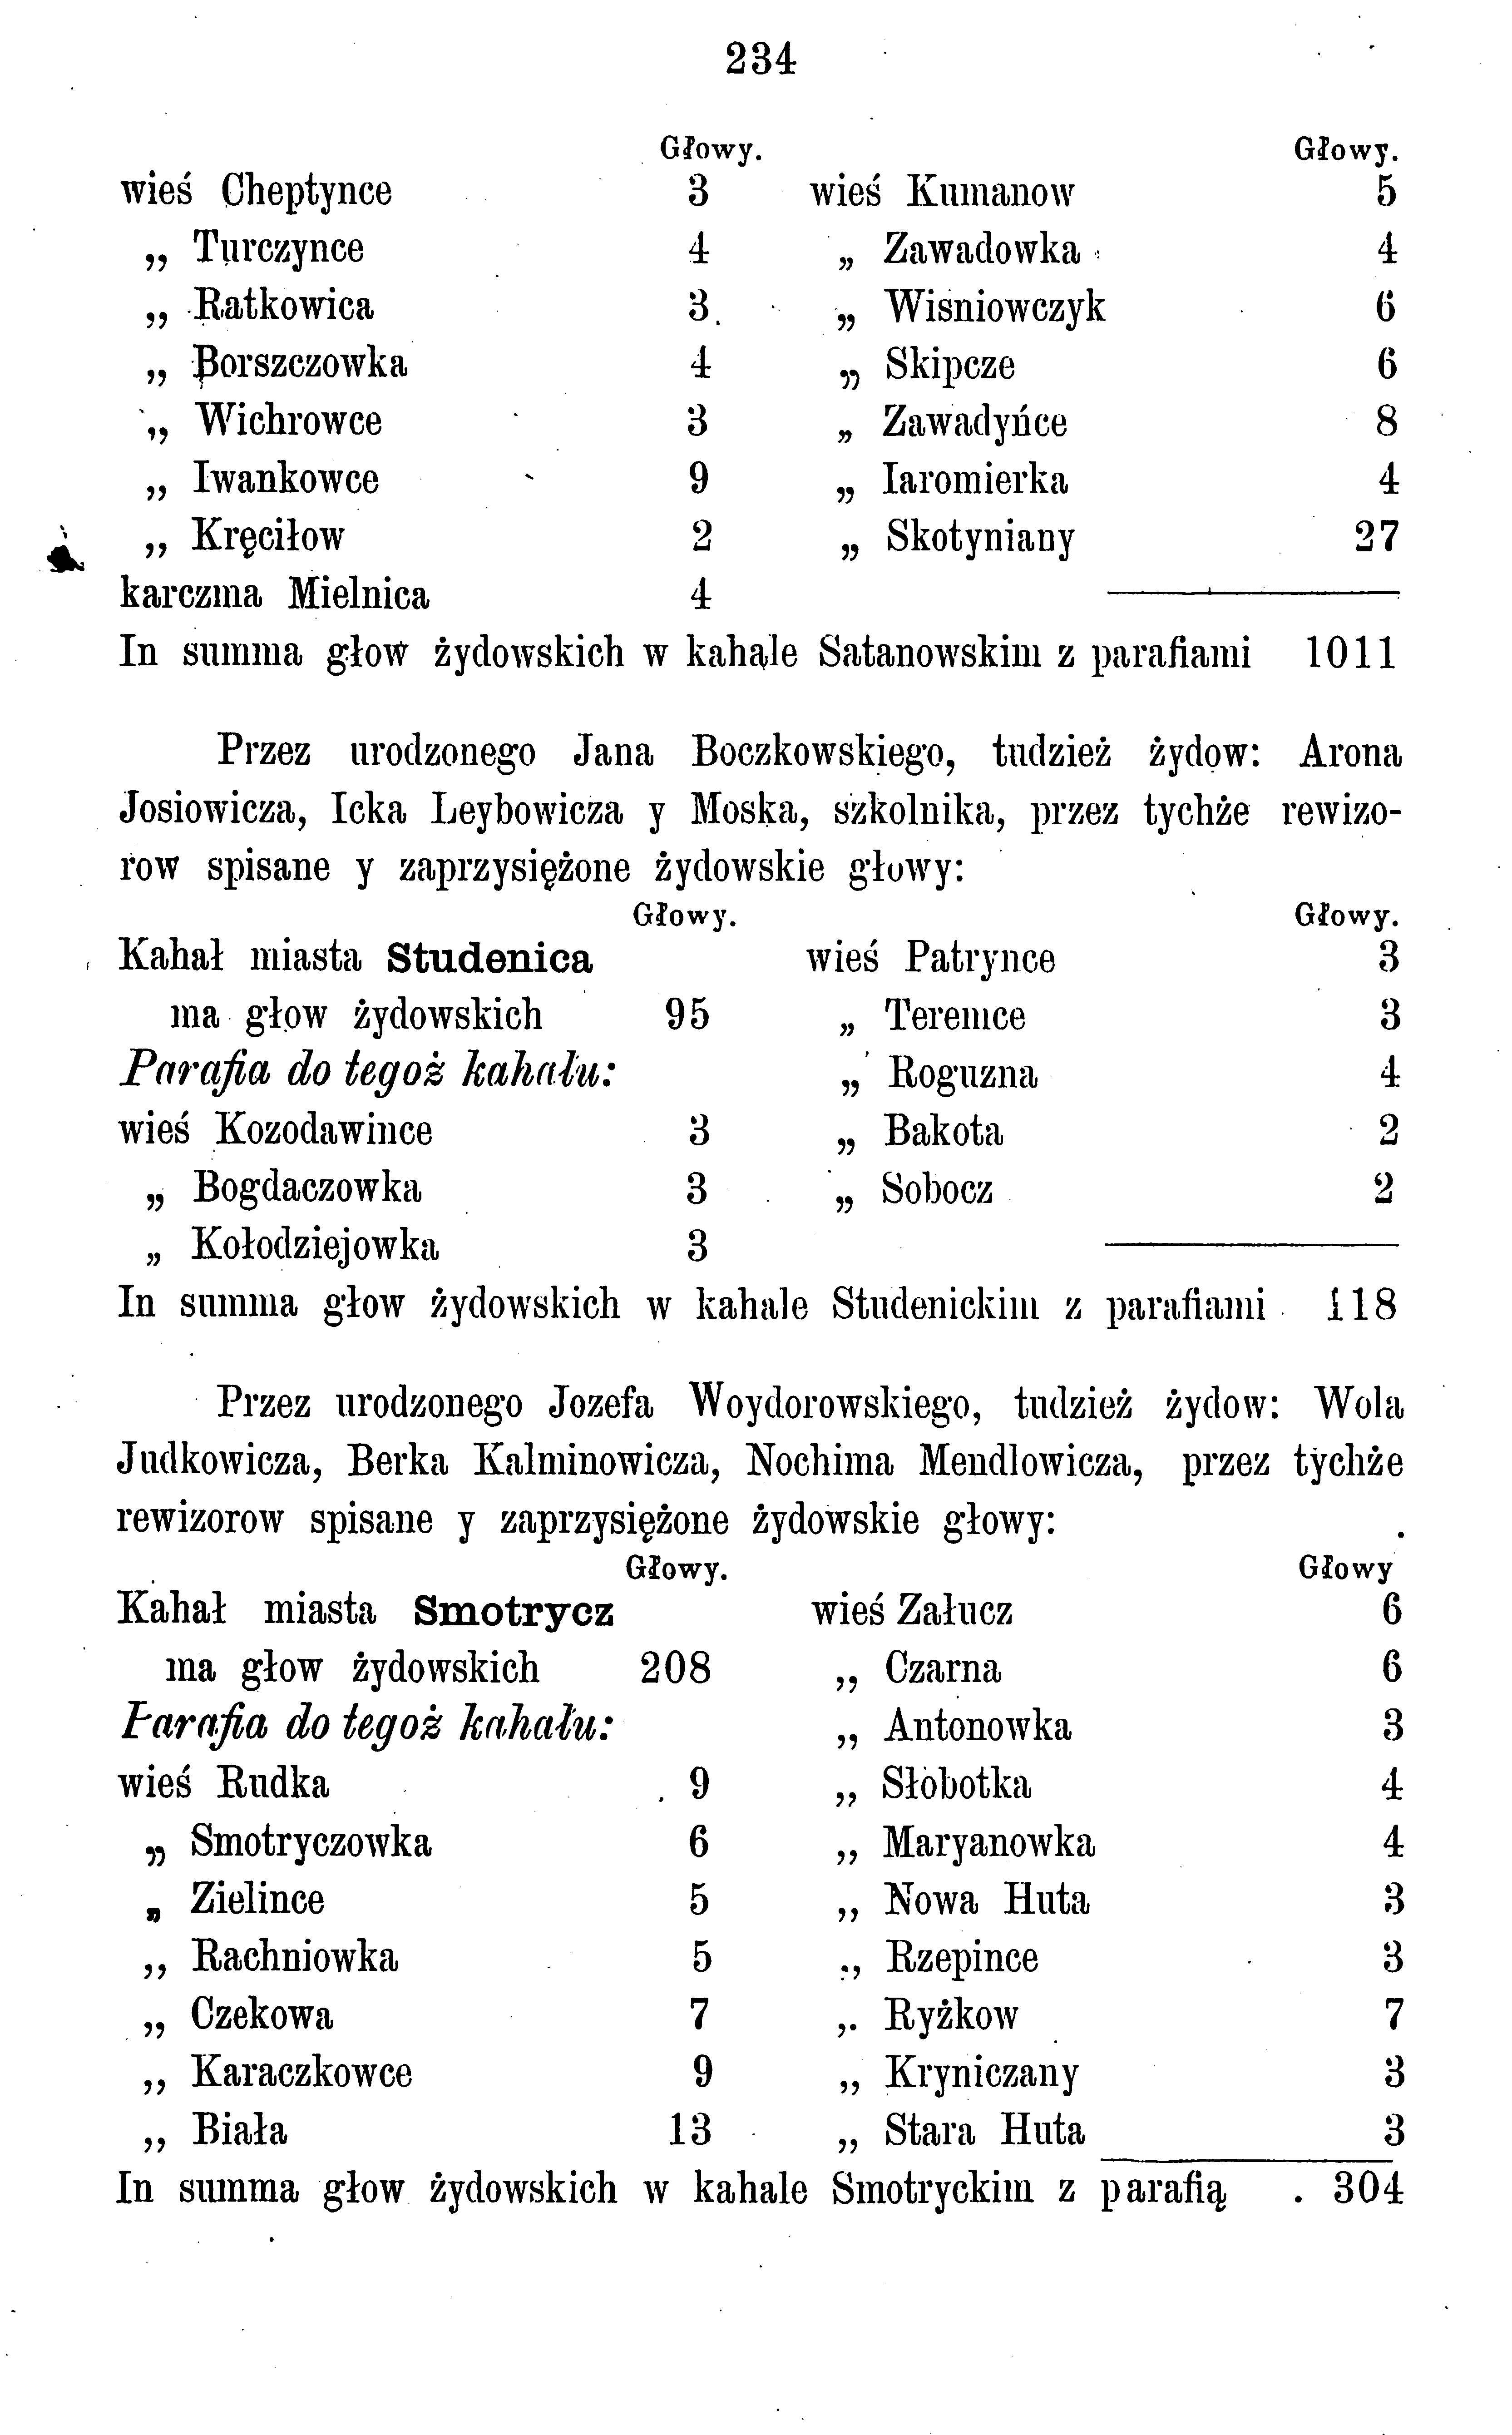 234
Głowy.
wieś Cheptynce 3
„ Turczynce 4
„ Ratkowica 3
„ Borszczowka 4
„ Wichrowce 3
„ Iwankowce 9
„ Kręciłow 2
karczma Mielnica 4
Głowy.
wieś Kumanow 5
„ Zawadowka 4
„ Wisniowczyk 6
„ Skipcze 6
„ Zawadyńce 8
„ Iaromierka 4
„ Skotyniany 27
In summa głow żydowskich w kahale Satanowskim z parafiami 1011
Przez urodzonego Jana Boczkowskiego, tudzież żydow: Arona
Josiowicza, Icka Leybowicza y Moska, szkolnika, przez tychże rewizo-
row spisane y zaprzysiężone żydowskie głowy:
Głowy.
Kahał miasta Studenica
ma głow żydowskich 95
Parafia do tegoż kahału:
wieś Kozodawince 3
„ Bogdaczowka 3
„ Kołodziejowka 3
Głowy.
wieś Patrynce 3
„ Teremce 3
„ Roguzna 4
„ Bakota 2
„ Sobocz 2
In summa głow żydowskich w kahale Studenickim z parafiami 118
Przez urodzonego Jozefa Woydorowskiego, tudzież żydow: Wola
Judkowicza, Berka Kalminowicza, Nochima Mendlowicza, przez tychże
rewizorow spisane y zaprzysiężone żydowskie głowy:
Głowy.
Kahał miasta Smotrycz
ma głow żydowskich 208
Parafia do tegoż kahału:
wieś Rudka 9
„ Smotryczowka 6
„ Zielince 5
„ Rachniowka 5
„ Czekowa 7
„ Karaczkowce 9
„ Biała 13
Głowy
wieś Załucz 6
„ Czarna 6
„ Antonowka 3
„ Słobotka 4
„ Maryanowka 4
„ Nowa Huta 3
„ Rzepince 3
„ Ryżkow 7
„ Kryniczany 3
„ Stara Huta 3
In summa głow żydowskich w kahale Smotryckim z parafią . 304